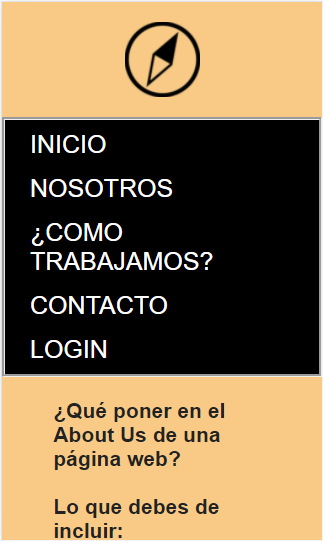 INICIO
NOSOTROS
¿COMO
TRABAJAMOS?
CONTACTO
LOGIN
¿Qué poner en el
About Us de una
página web?
Lo que debes de
incluir: